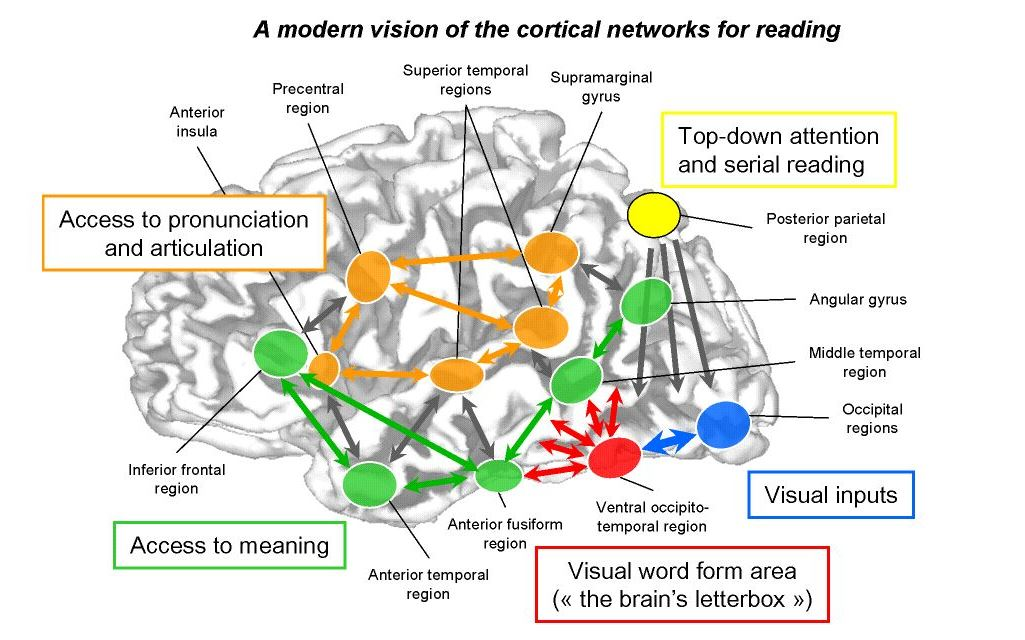 A modern vision of the cortical networks for reading
Superior temporal
regions
Supramarginal
gyrus
Precentral
region
Anterior
insula
Top-down attention
and serial reading
Access to pronunciation
and articulation
Posterior parietal
region
Angular gyrus
Middle temporal
region
Occipital
regions
Inferior frontal
region
Visual inputs
Ventral occipito-
temporal region
Anterior fusiform
region
Access to meaning
Anterior temporal
region
Visual word form area
(« the brain's letterbox »)